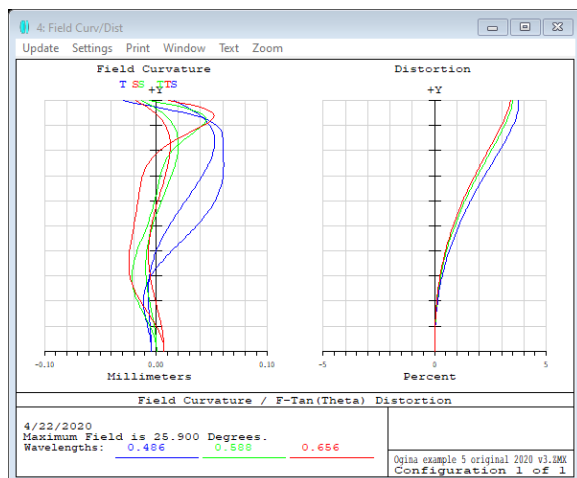 4: Field Curv/Dist
Update Settings Print Window Text Zoom
Field Curvature
Distortion
T SS TTS
+Y
+Y
-0.10 0.00 0.10
Millimeters
-5 0 5
Percent
Field Curvature / F-Tan(Theta) Distortion
4/22/2020
Maximum Field is 25.900 Degrees.
Wavelengths: 0.486 0.588 0.656
Ogina example 5 original 2020 v3.ZMX
Configuration 1 of 1